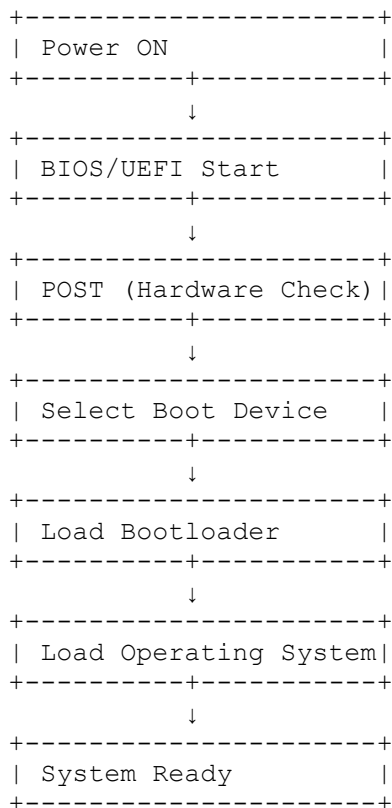 Power ON
↓
BIOS/UEFI Start
↓
POST (Hardware Check)
↓
Select Boot Device
↓
Load Bootloader
↓
Load Operating System
↓
System Ready